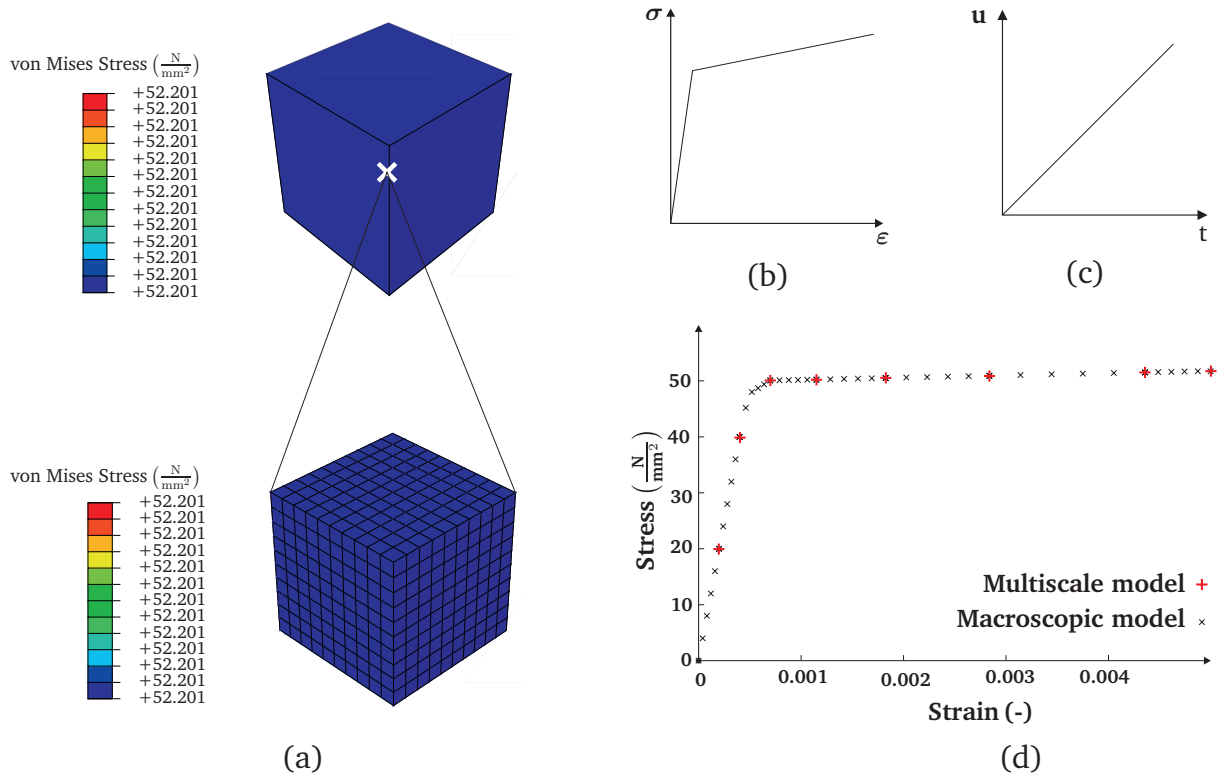 von Mises Stress (N/mm²)
+52.201
+52.201
+52.201
+52.201
+52.201
+52.201
+52.201
+52.201
+52.201
+52.201
+52.201
+52.201
+52.201
von Mises Stress (N/mm²)
+52.201
+52.201
+52.201
+52.201
+52.201
+52.201
+52.201
+52.201
+52.201
+52.201
+52.201
+52.201
+52.201
(a)
σ
ε
(b)
u
t
(c)
Stress (N/mm²)
50
40
30
20
10
0
0 0.001 0.002 0.003 0.004
Strain (-)
Multiscale model +
Macroscopic model ×
(d)